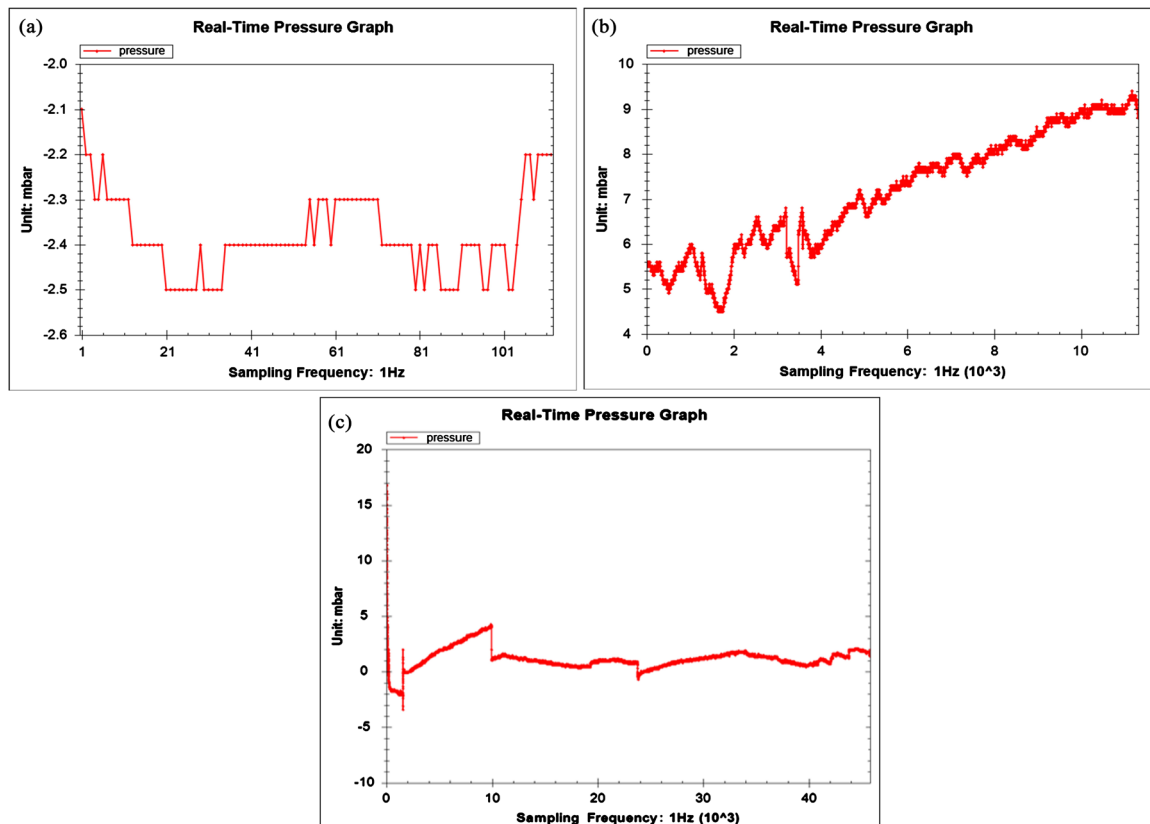 (a)
Real-Time Pressure Graph
pressure
-2.0
-2.1
-2.2
-2.3
-2.4
-2.5
-2.6
Unit: mbar
1 21 41 61 81 101
Sampling Frequency: 1Hz
(b)
Real-Time Pressure Graph
pressure
10
9
8
7
6
5
4
Unit: mbar
0 2 4 6 8 10
Sampling Frequency: 1Hz (10^3)
(c)
Real-Time Pressure Graph
pressure
20
15
10
5
0
-5
-10
Unit: mbar
0 10 20 30 40
Sampling Frequency: 1Hz (10^3)